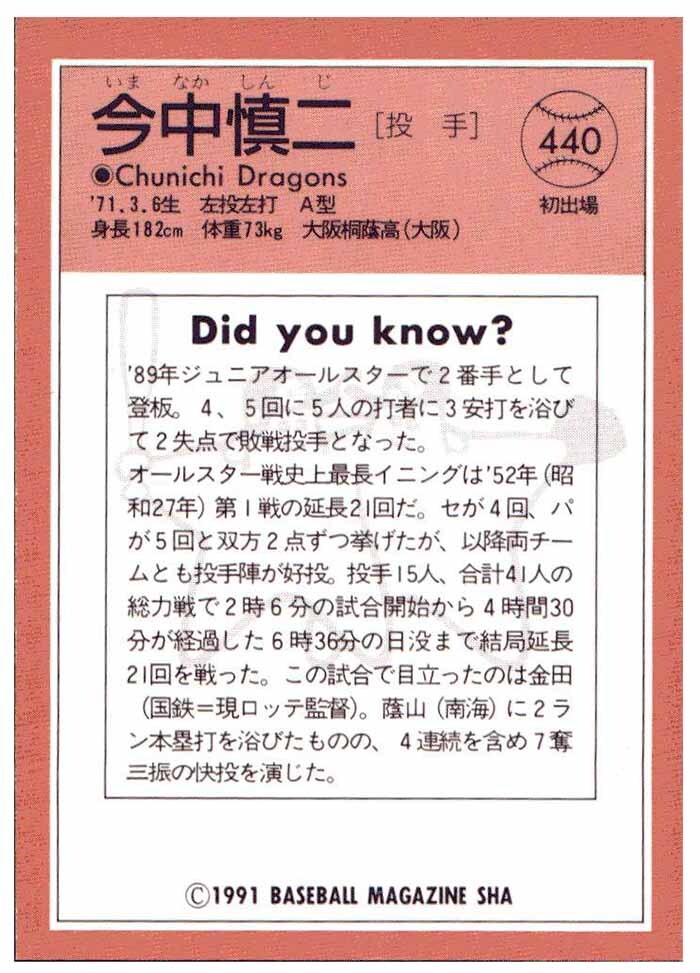 いま なか しん じ
今中慎二 [投 手]
440
◉Chunichi Dragons
'71.3.6生 左投左打 A型
初出場
身長182cm 体重73kg 大阪桐蔭高(大阪)
Did you know?
'89年ジュニアオールスターで2番手として
登板。4、5回に5人の打者に3安打を浴び
て2失点で敗戦投手となった。
オールスター戦史上最長イニングは'52年(昭
和27年)第1戦の延長21回だ。セが4回、パ
が5回と双方2点ずつ挙げたが、以降両チー
ムとも投手陣が好投。投手15人、合計41人の
総力戦で2時6分の試合開始から4時間30
分が経過した6時36分の日没まで結局延長
21回を戦った。この試合で目立ったのは金田
(国鉄=現ロッテ監督)。蔭山(南海)に2ラ
ン本塁打を浴びたものの、4連続を含め7奪
三振の快投を演じた。
©1991 BASEBALL MAGAZINE SHA